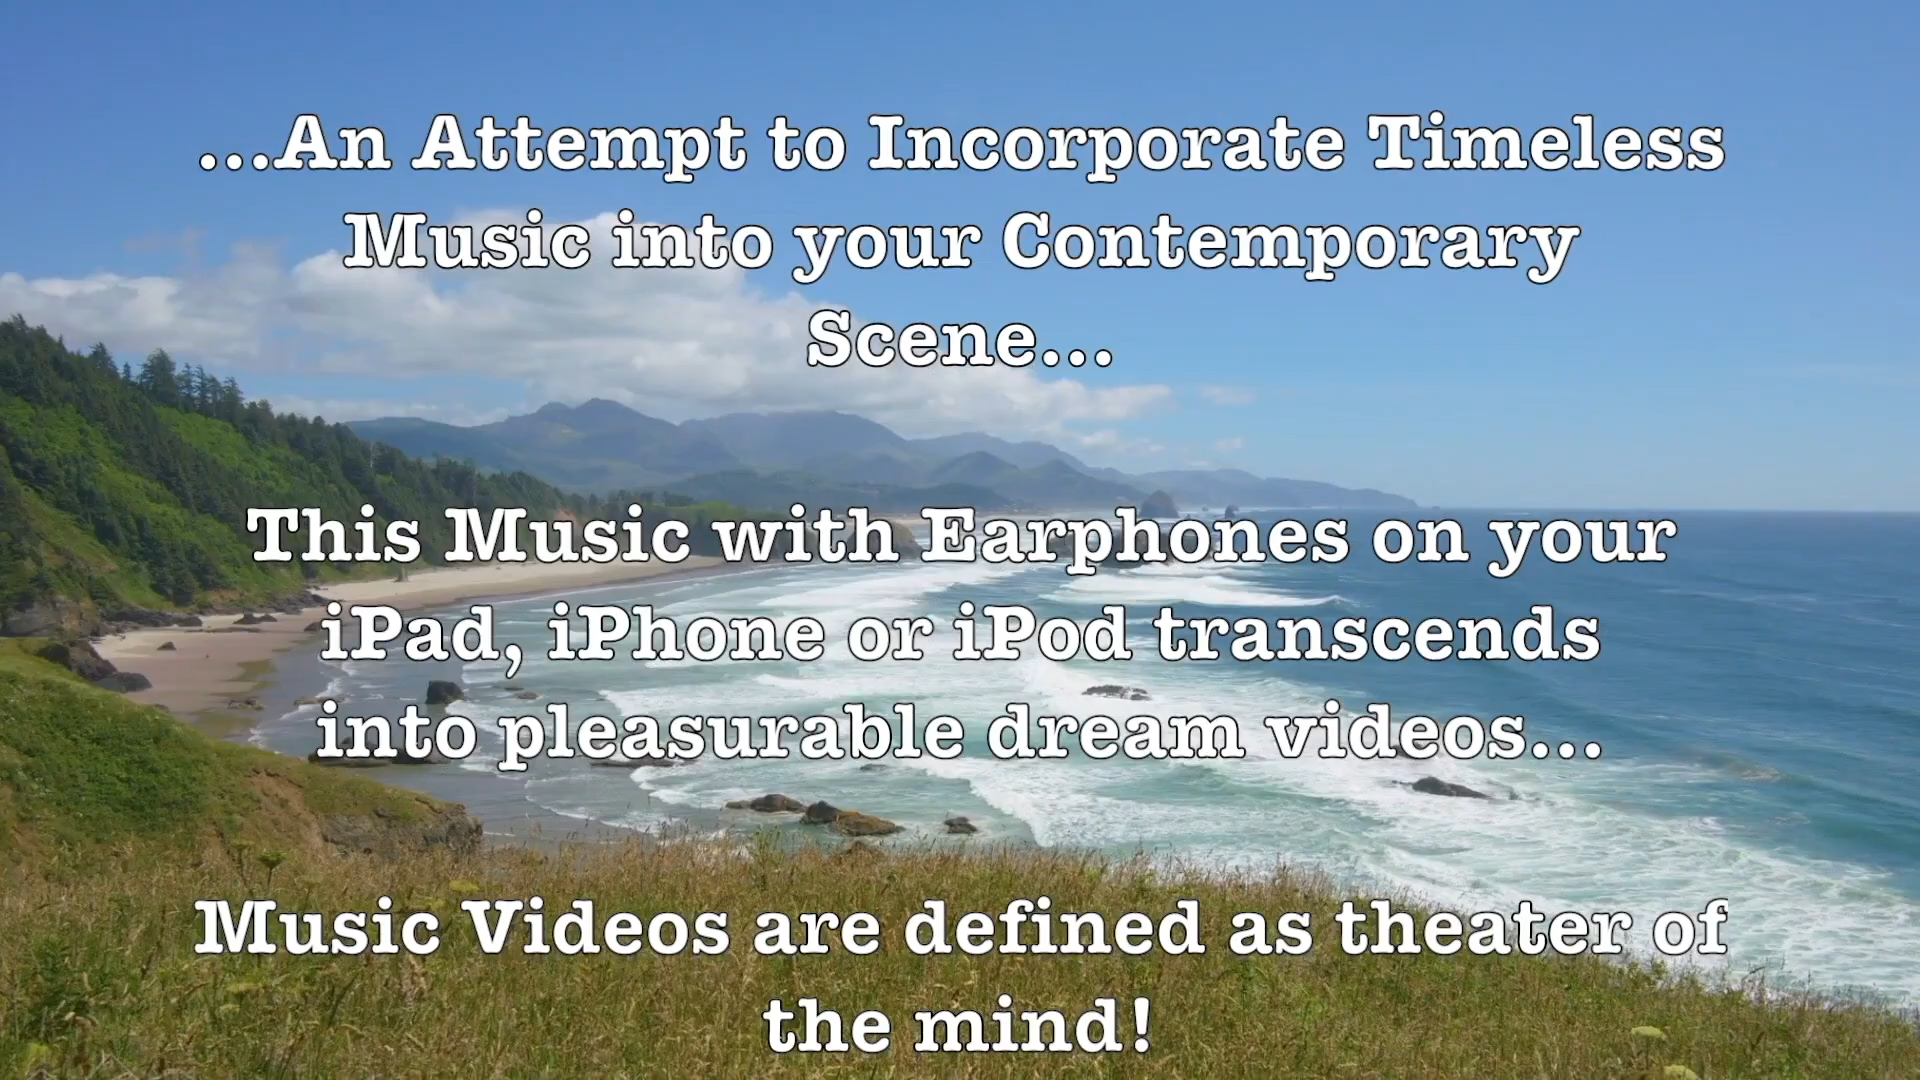 ...An Attempt to Incorporate Timeless
Music into your Contemporary
Scene...
This Music with Earphones on your
iPad, iPhone or iPod transcends
into pleasurable dream videos...
Music Videos are defined as theater of
the mind!